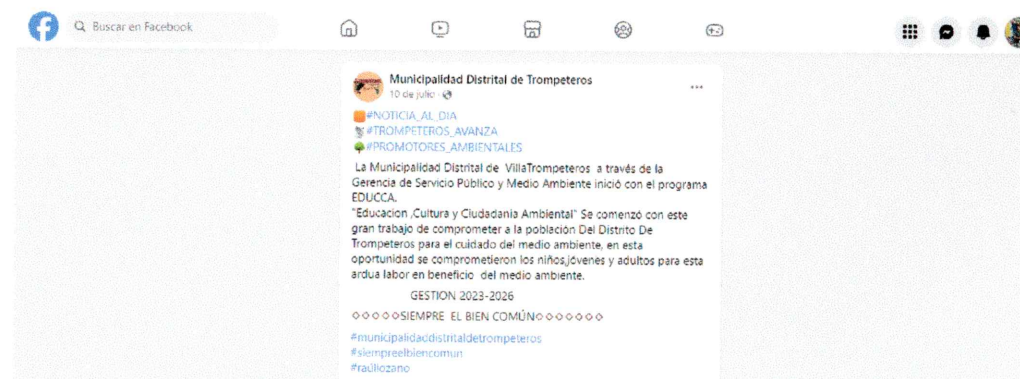 Buscar en Facebook
Municipalidad Distrital de Trompeteros
10 de julio ·
#NOTICIA_AL_DIA
#TROMPETEROS_AVANZA
#PROMOTORES_AMBIENTALES
La Municipalidad Distrital de VillaTrompeteros a través de la
Gerencia de Servicio Público y Medio Ambiente inició con el programa
EDUCCA.
"Educacion ,Cultura y Ciudadania Ambiental" Se comenzó con este
gran trabajo de comprometer a la población Del Distrito De
Trompeteros para el cuidado del medio ambiente, en esta
oportunidad se comprometieron los niños,jóvenes y adultos para esta
ardua labor en beneficio del medio ambiente.
GESTION 2023-2026
◇◇◇◇◇SIEMPRE EL BIEN COMÚN◇◇◇◇◇◇◇
#municipalidaddistritaldetrompeteros
#siempreelbiencomun
#raúllozano